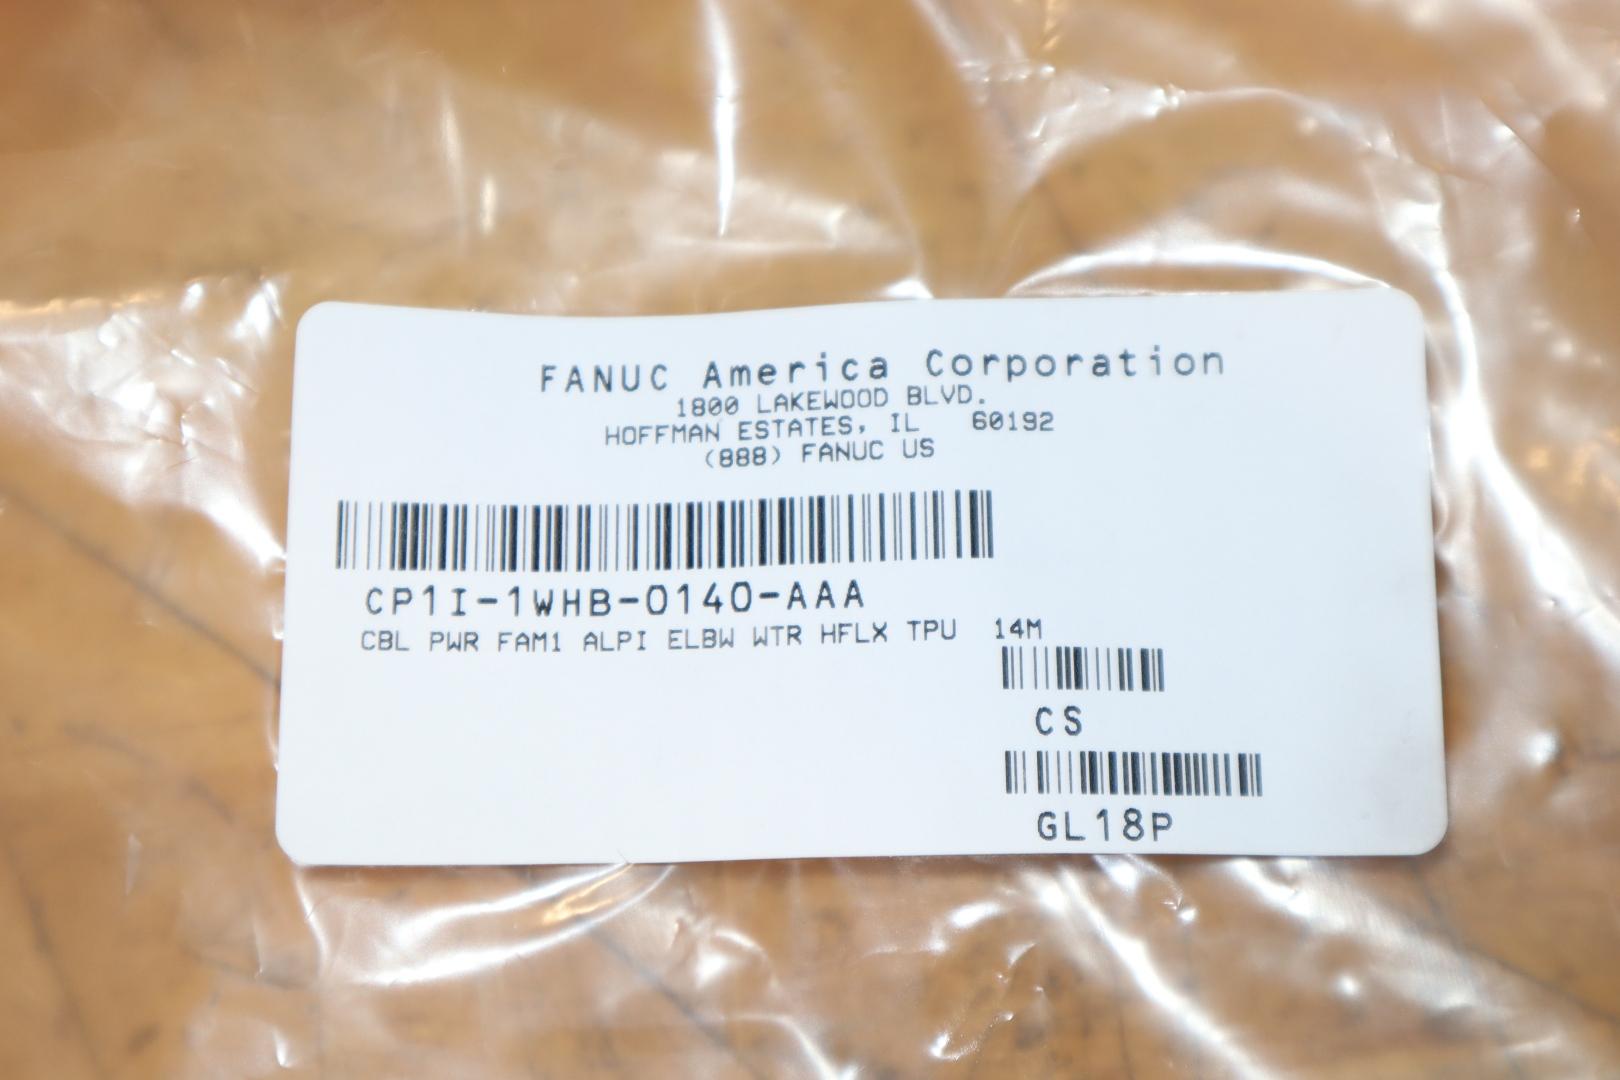 FANUC America Corporation
1800 LAKEWOOD BLVD.
HOFFMAN ESTATES, IL 60192
(888) FANUC US
CP1I-1WHB-0140-AAA
CBL PWR FAM1 ALPI ELBW WTR HFLX TPU 14M
CS
GL18P